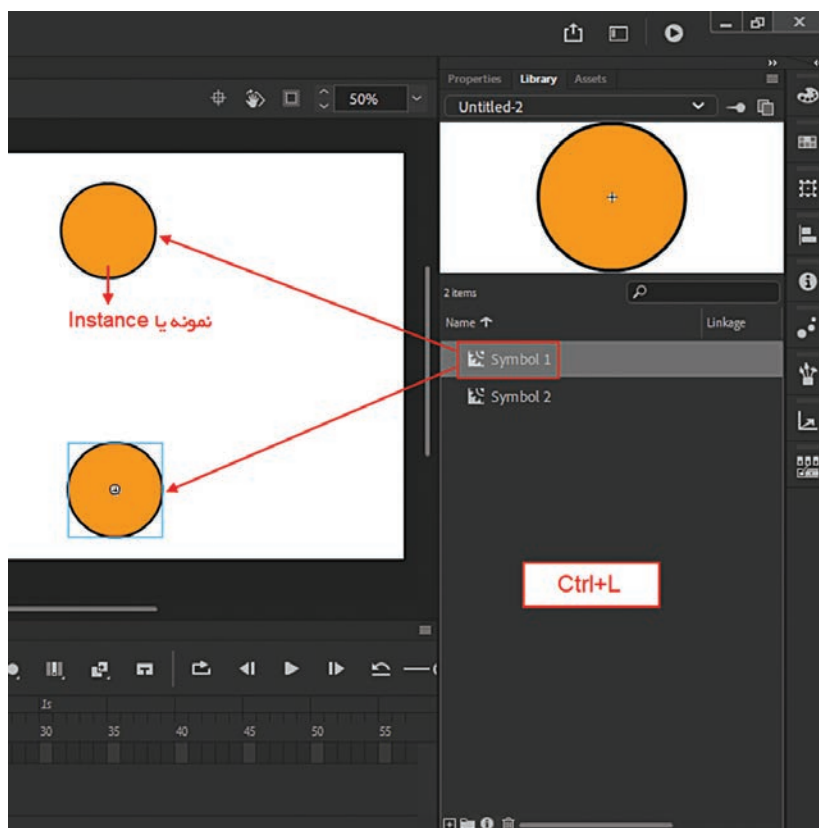 Properties Library Assets
50%
Untitled-2
2 items
Name Linkage
نمونه یا Instance
Symbol 1
Symbol 2
Ctrl+L
1s
30 35 40 45 50 55